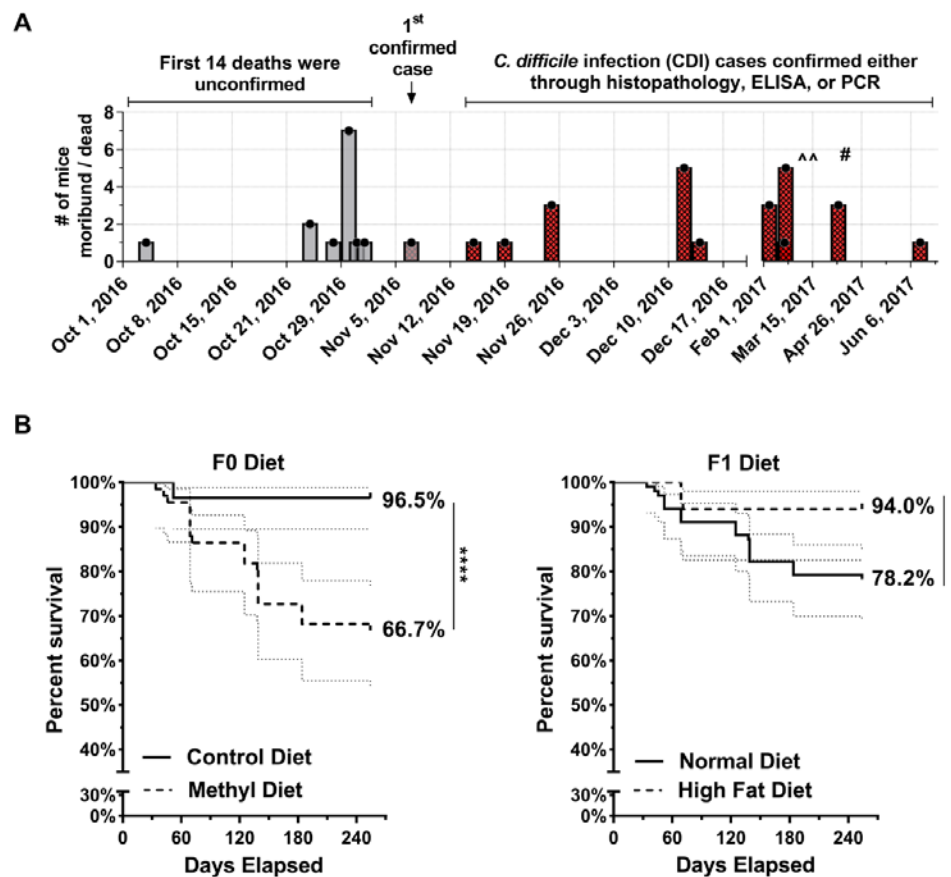 A
First 14 deaths were
unconfirmed
1st
confirmed
case
C. difficile infection (CDI) cases confirmed either
through histopathology, ELISA, or PCR
# of mice
moribund / dead
8
6
4
2
0
^^
#
Oct 1, 2016
Oct 8, 2016
Oct 15, 2016
Oct 21, 2016
Oct 29, 2016
Nov 5, 2016
Nov 12, 2016
Nov 19, 2016
Nov 26, 2016
Dec 3, 2016
Dec 10, 2016
Dec 17, 2016
Feb 1, 2017
Mar 15, 2017
Apr 26, 2017
Jun 6, 2017
B
F0 Diet
Percent survival
100%
90%
80%
70%
60%
50%
40%
30%
0%
96.5%
****
66.7%
Control Diet
Methyl Diet
0 60 120 180 240
Days Elapsed
F1 Diet
Percent survival
100%
90%
80%
70%
60%
50%
40%
30%
0%
94.0%
78.2%
Normal Diet
High Fat Diet
0 60 120 180 240
Days Elapsed